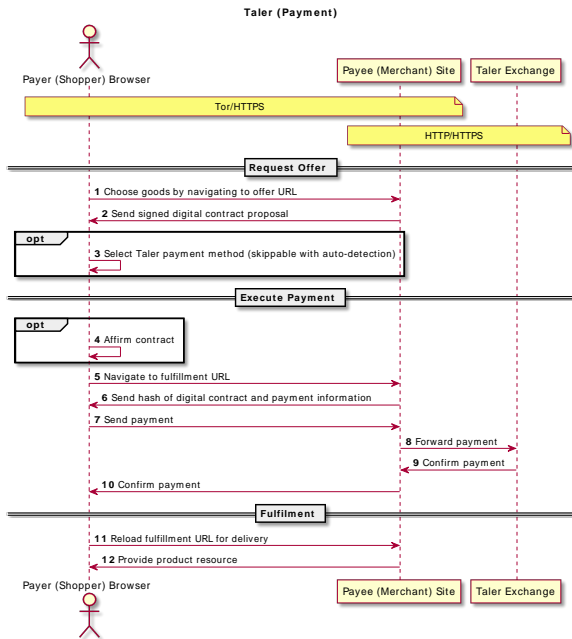 Taler (Payment)
Payer (Shopper) Browser
Payee (Merchant) Site
Taler Exchange
Tor/HTTPS
HTTP/HTTPS
Request Offer
1 Choose goods by navigating to offer URL
2 Send signed digital contract proposal
opt
3 Select Taler payment method (skippable with auto-detection)
Execute Payment
opt
4 Affirm contract
5 Navigate to fulfillment URL
6 Send hash of digital contract and payment information
7 Send payment
8 Forward payment
9 Confirm payment
10 Confirm payment
Fulfilment
11 Reload fulfillment URL for delivery
12 Provide product resource
Payer (Shopper) Browser
Payee (Merchant) Site
Taler Exchange